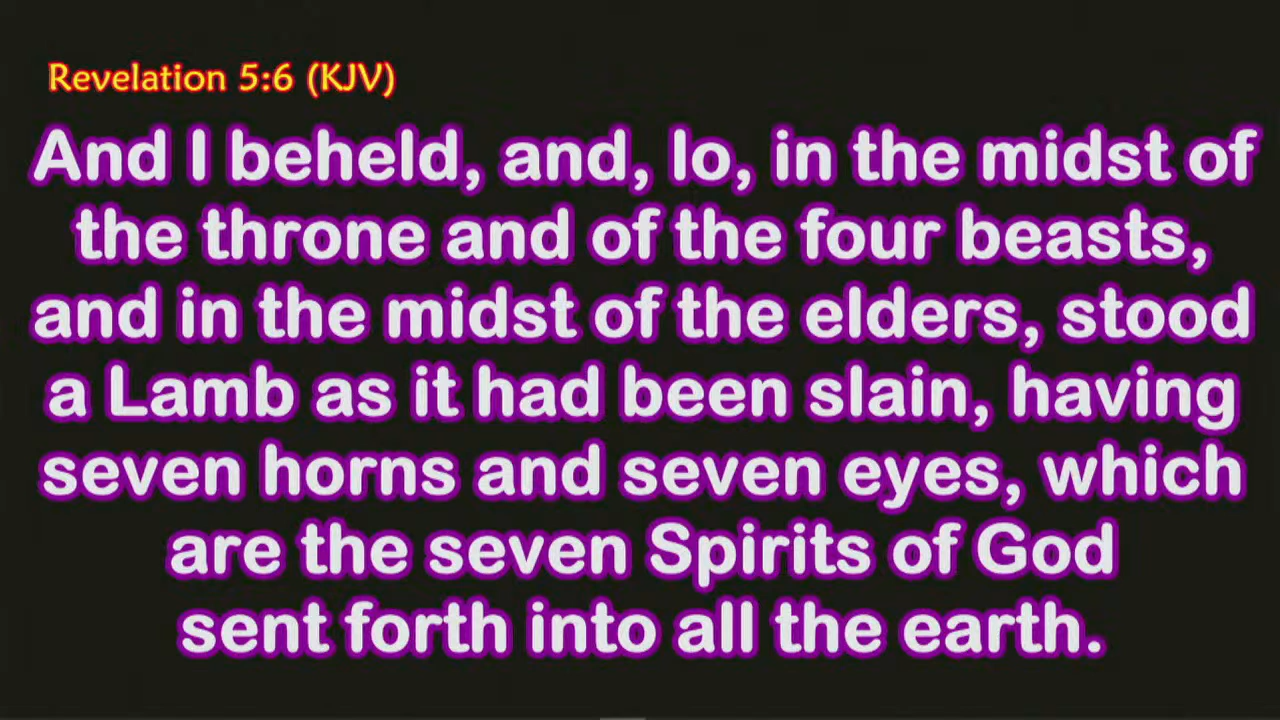 Revelation 5:6 (KJV)
And I beheld, and, lo, in the midst of
the throne and of the four beasts,
and in the midst of the elders, stood
a Lamb as it had been slain, having
seven horns and seven eyes, which
are the seven Spirits of God
sent forth into all the earth.